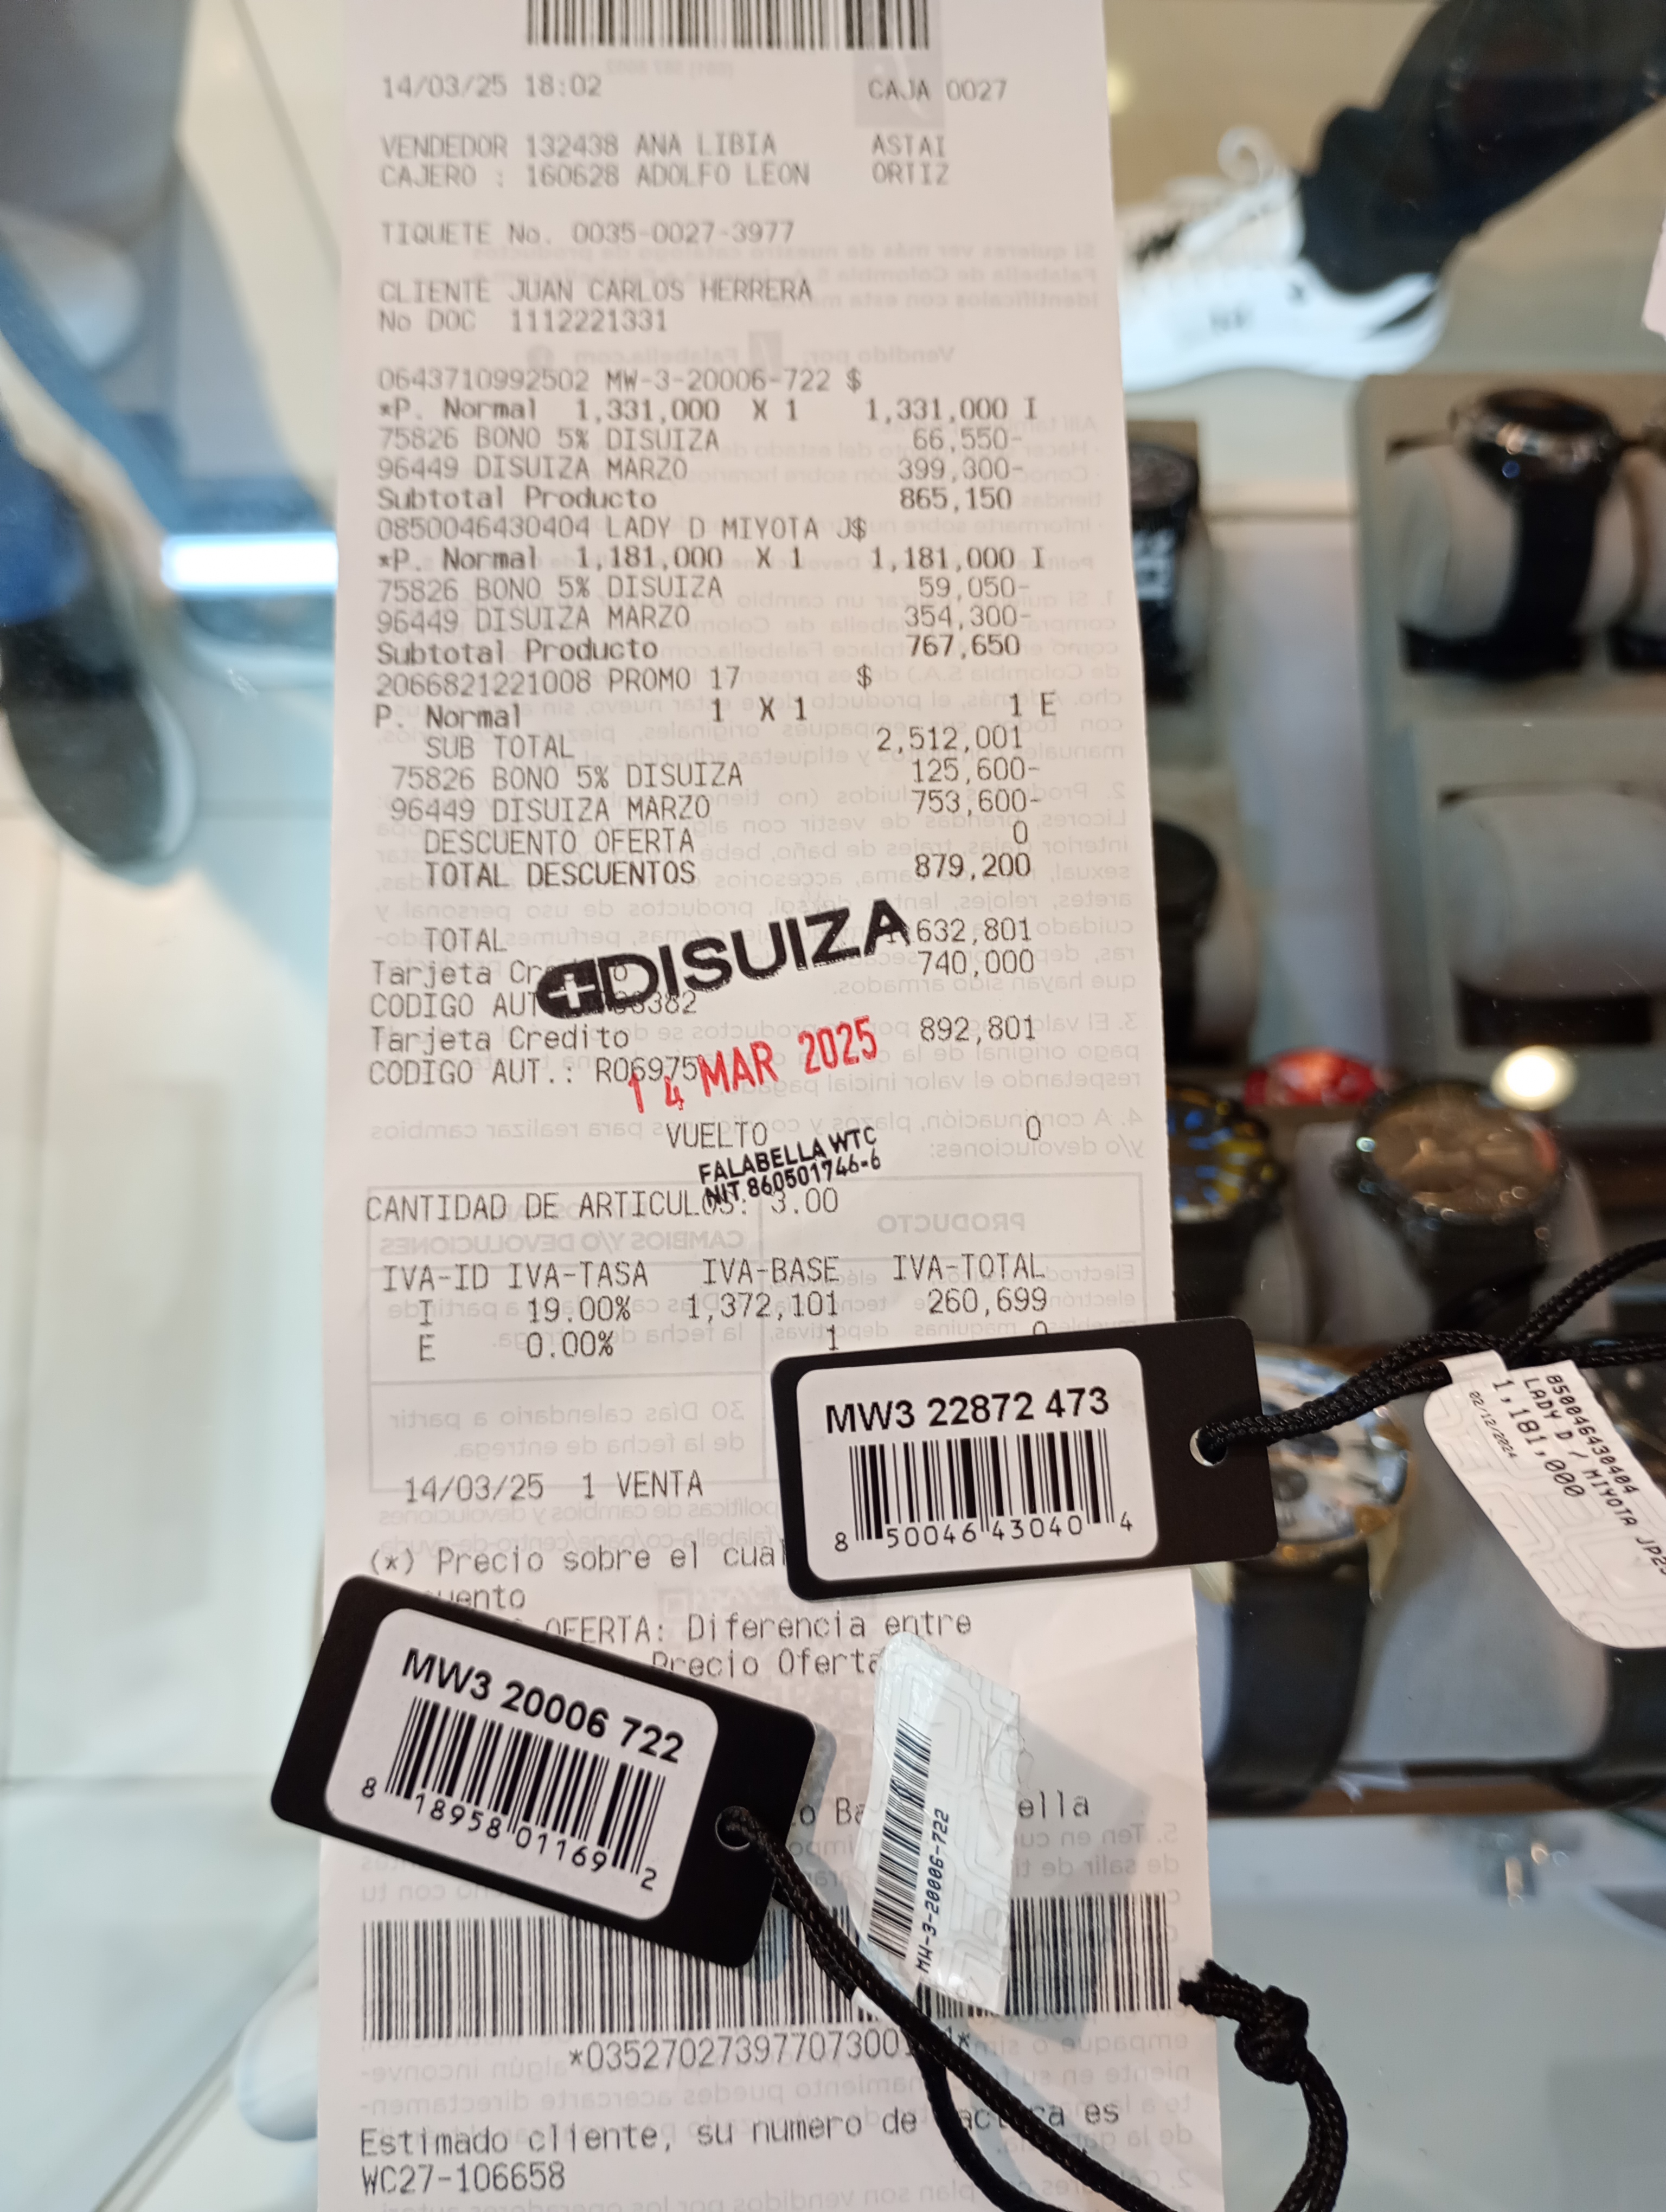 14/03/25 18:02 CAJA 0027
VENDEDOR 132438 ANA LIBIA ASTAI
CAJERO : 160628 ADOLFO LEON ORTIZ
TIQUETE No. 0035-0027-3977
CLIENTE JUAN CARLOS HERRERA
No DOC 1112221331
0643710992502 MW-3-20006-722 $
*P. Normal 1,331,000 X 1 1,331,000 I
75826 BONO 5% DISUIZA 66,550-
96449 DISUIZA MARZO 399,300-
Subtotal Producto 865,150
0850046430404 LADY D MIYOTA J$
*P. Normal 1,181,000 X 1 1,181,000 I
75826 BONO 5% DISUIZA 59,050-
96449 DISUIZA MARZO 354,300-
Subtotal Producto 767,650
2066821221008 PROMO 17 $
P. Normal 1 X 1 1 E
SUB TOTAL 2,512,001
75826 BONO 5% DISUIZA 125,600-
96449 DISUIZA MARZO 753,600-
DESCUENTO OFERTA 0
TOTAL DESCUENTOS 879,200
TOTAL 632,801
DISUIZA
Tarjeta 740,000
CODIGO
Tarjeta Credito 892,801
CODIGO AUT.: R06975
14 MAR 2025
VUELTO 0
FALABELLA WTC
NIT.860501746-6
CANTIDAD DE ARTICULOS: 3.00
IVA-ID IVA-TASA IVA-BASE IVA-TOTAL
I 19.00% 1,372,101 260,699
E 0.00% 1 0
14/03/25 1 VENTA
(*) Precio sobre el cual
OFERTA: Diferencia entre
Precio Oferta
MW3 22872 473
8 50046 43040 4
850046430404
LADY D / MIYOTA
1,181,000
02/12/2024
MW3 20006 722
8 18958 01169 2
MW-3-20006-722
Estimado cliente, su numero de factura es
WC27-106658